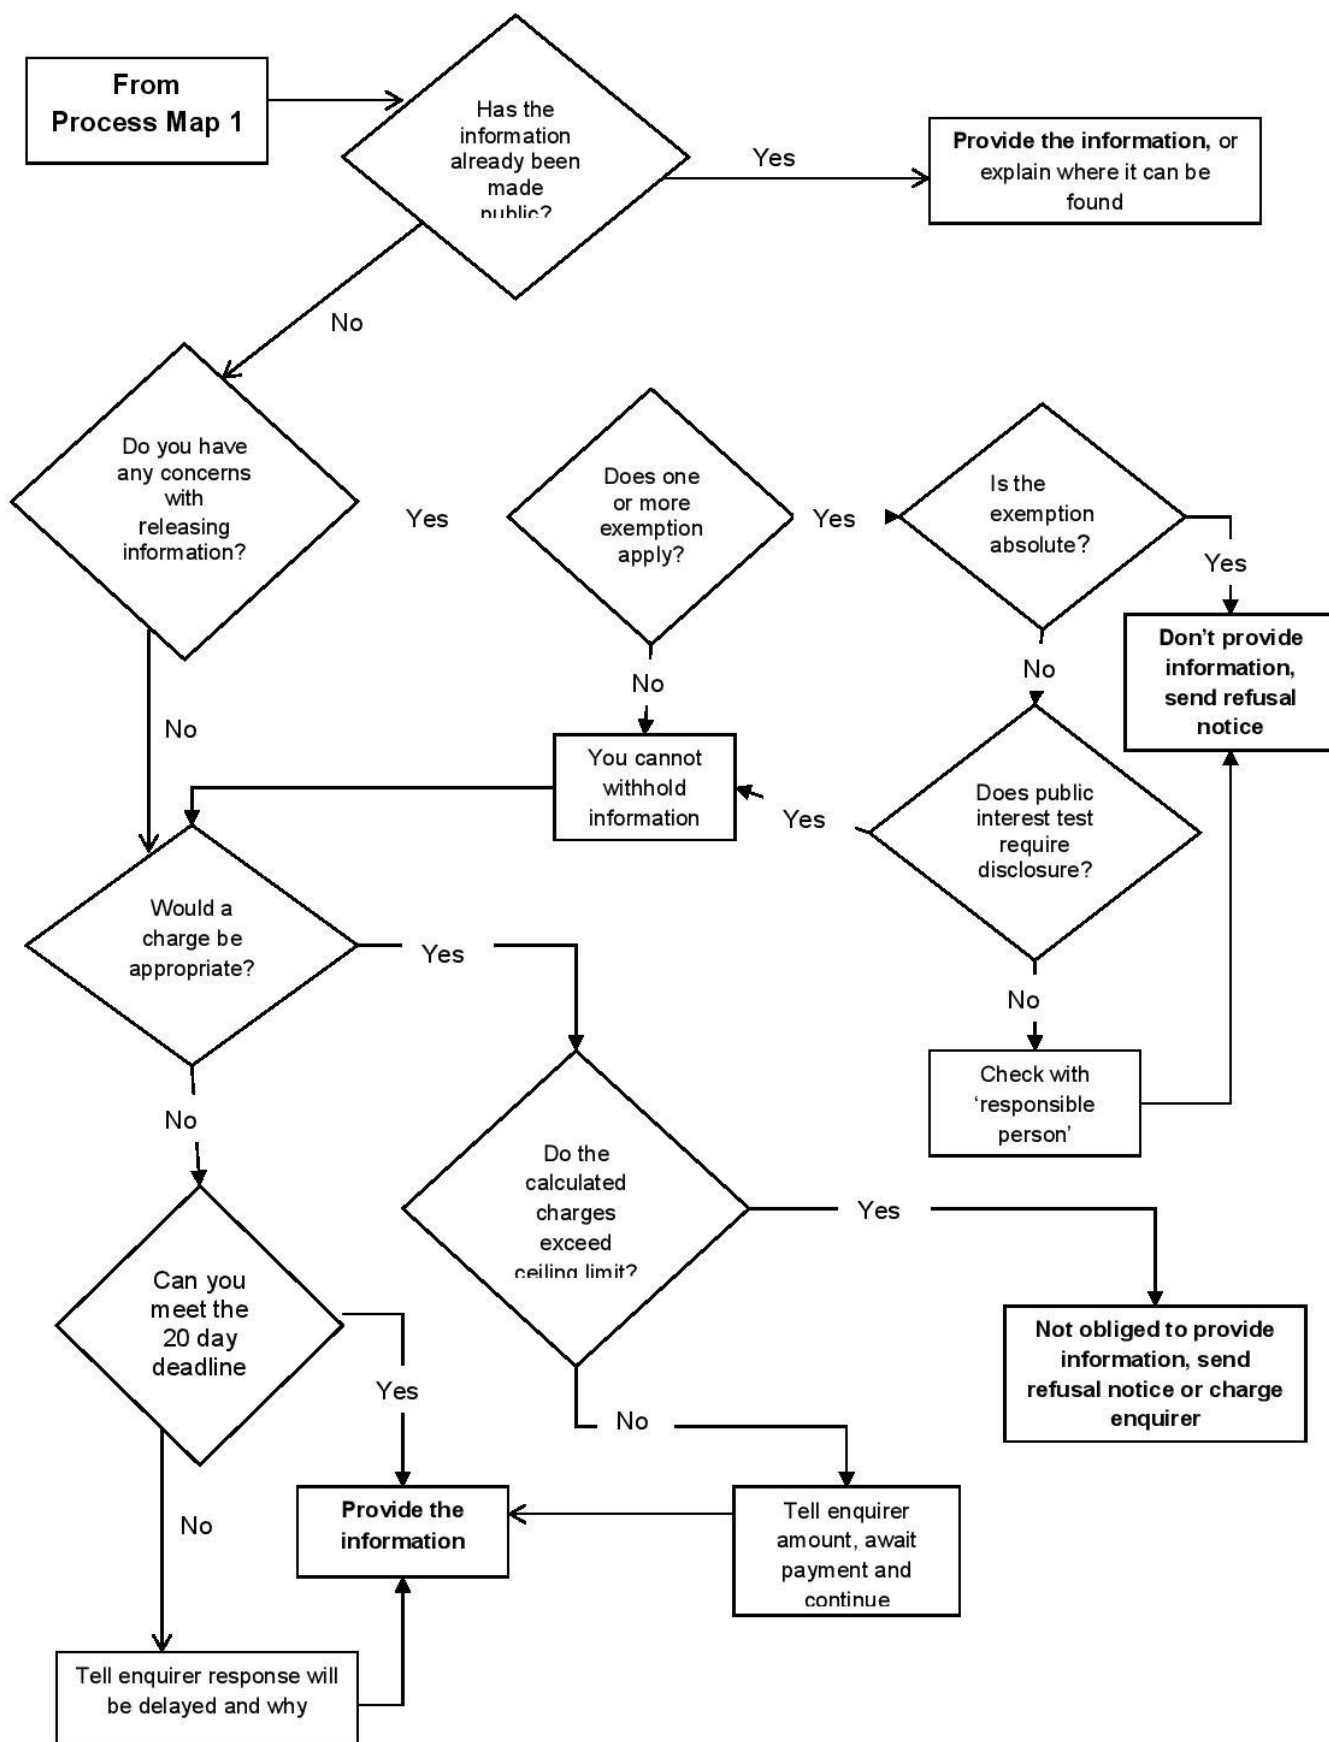 From
Process Map 1
Has the
information
already been
made
public?
Yes
Provide the information, or
explain where it can be
found
No
Do you have
any concerns
with
releasing
information?
Yes
Does one
or more
exemption
apply?
Yes
Is the
exemption
absolute?
Yes
Don't provide
information,
send refusal
notice
No
No
No
You cannot
withhold
information
Yes
Does public
interest test
require
disclosure?
Would a
charge be
appropriate?
Yes
No
Check with
‘responsible
person’
No
Do the
calculated
charges
exceed
ceiling limit?
Yes
Can you
meet the
20 day
deadline
Yes
Not obliged to provide
information, send
refusal notice or charge
enquirer
No
No
Provide the
information
Tell enquirer
amount, await
payment and
continue
Tell enquirer response will
be delayed and why